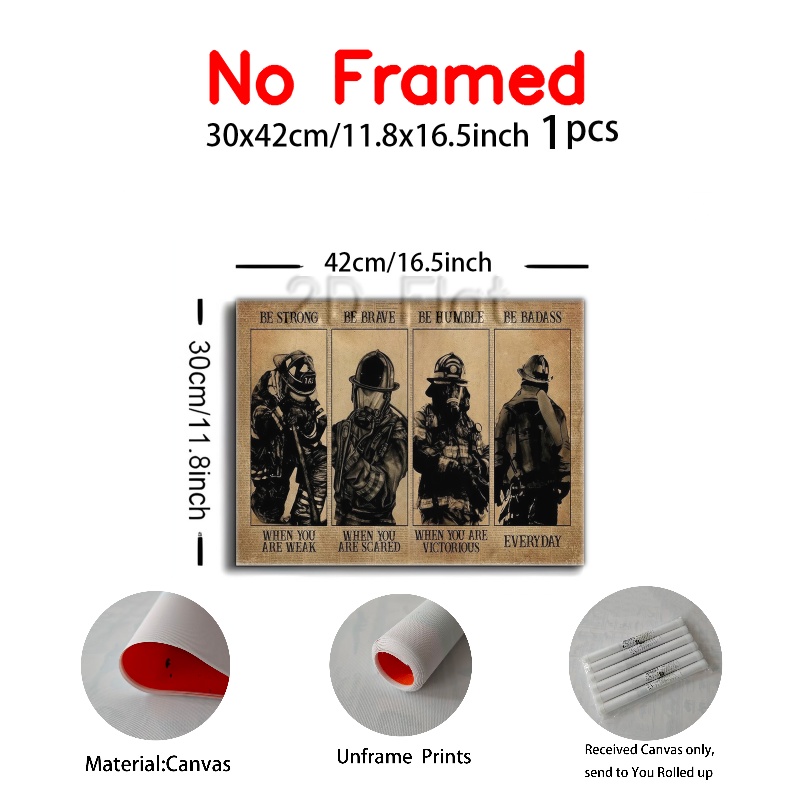 No Framed
30x42cm/11.8x16.5inch 1pcs
42cm/16.5inch
2D Flat
30cm/11.8inch
BE STRONG BE BRAVE BE HUMBLE BE BADASS
WHEN YOU WHEN YOU WHEN YOU ARE EVERYDAY
ARE WEAK ARE SCARED VICTORIOUS
Material:Canvas
Unframe Prints
Received Canvas only,
send to You Rolled up